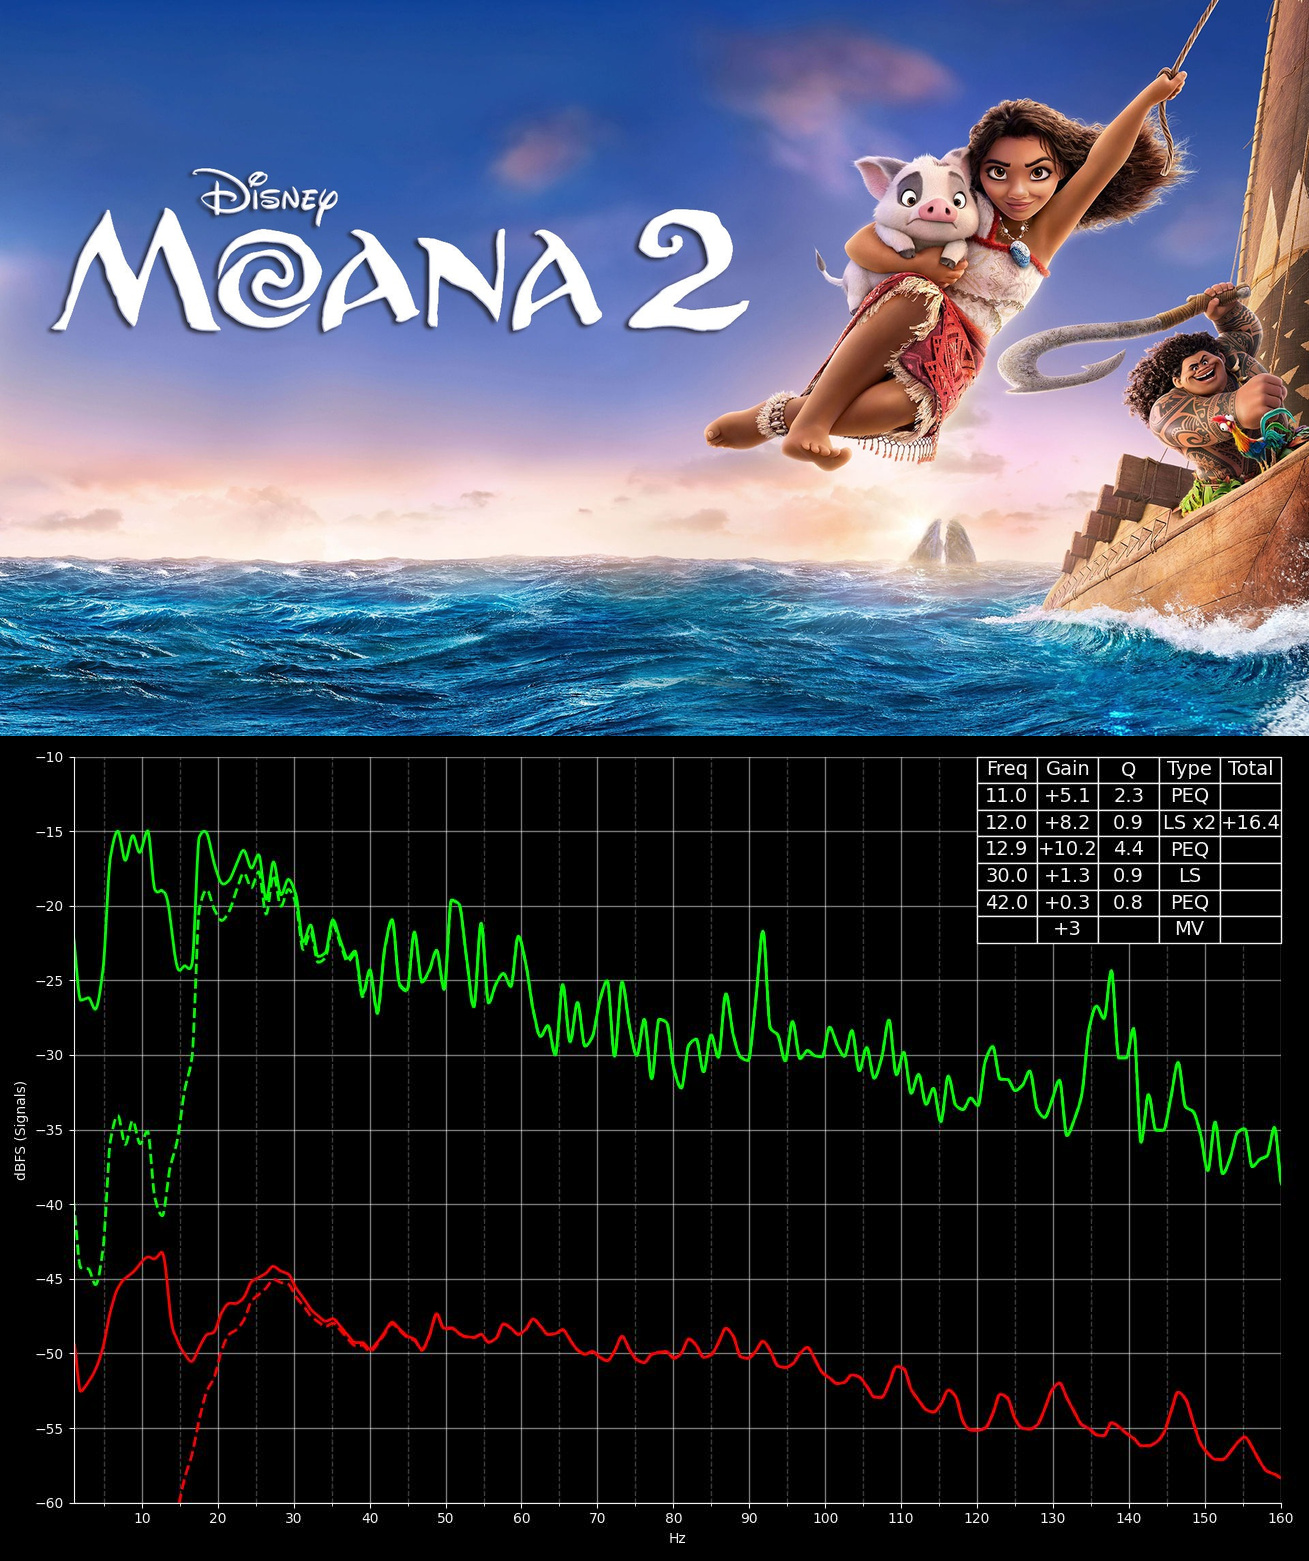 DISNEY
MOANA 2
−10
−15
−20
−25
−30
−35
−40
−45
−50
−55
−60
dBFS (Signals)
Freq Gain Q Type Total
11.0 +5.1 2.3 PEQ
12.0 +8.2 0.9 LS x2 +16.4
12.9 +10.2 4.4 PEQ
30.0 +1.3 0.9 LS
42.0 +0.3 0.8 PEQ
+3 MV
10 20 30 40 50 60 70 80 90 100 110 120 130 140 150 160
Hz